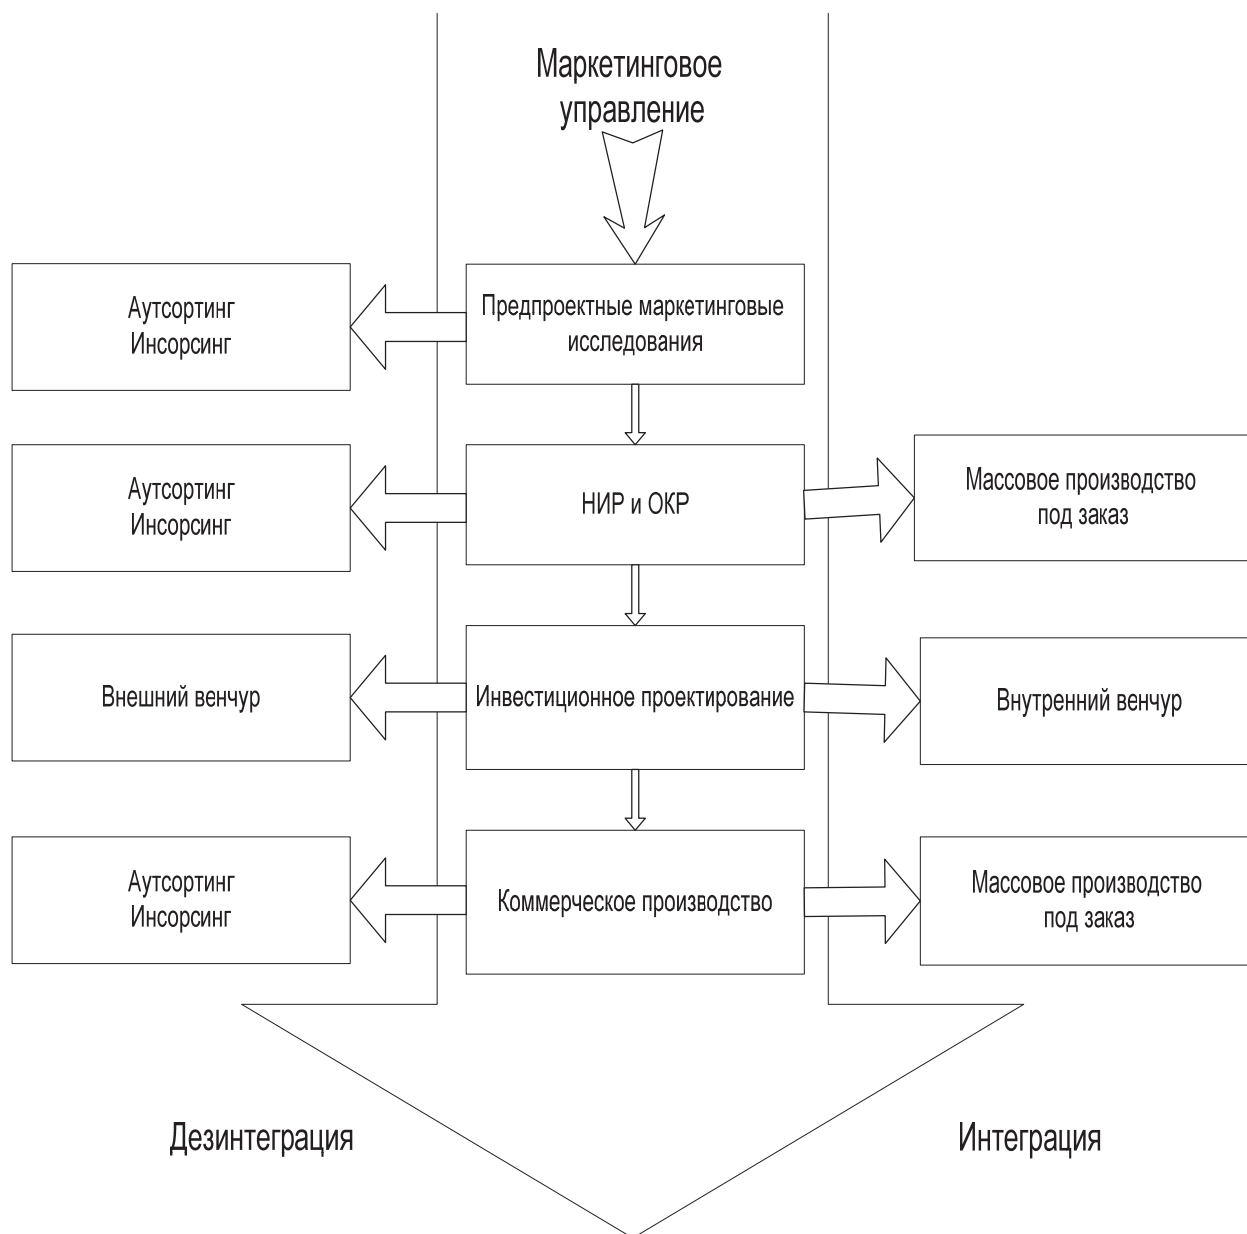 Маркетинговое
управление
Аутсортинг
Инсорсинг
Предпроектные маркетинговые
исследования
Аутсортинг
Инсорсинг
НИР и ОКР
Массовое производство
под заказ
Внешний венчур
Инвестиционное проектирование
Внутренний венчур
Аутсортинг
Инсорсинг
Коммерческое производство
Массовое производство
под заказ
Дезинтеграция
Интеграция